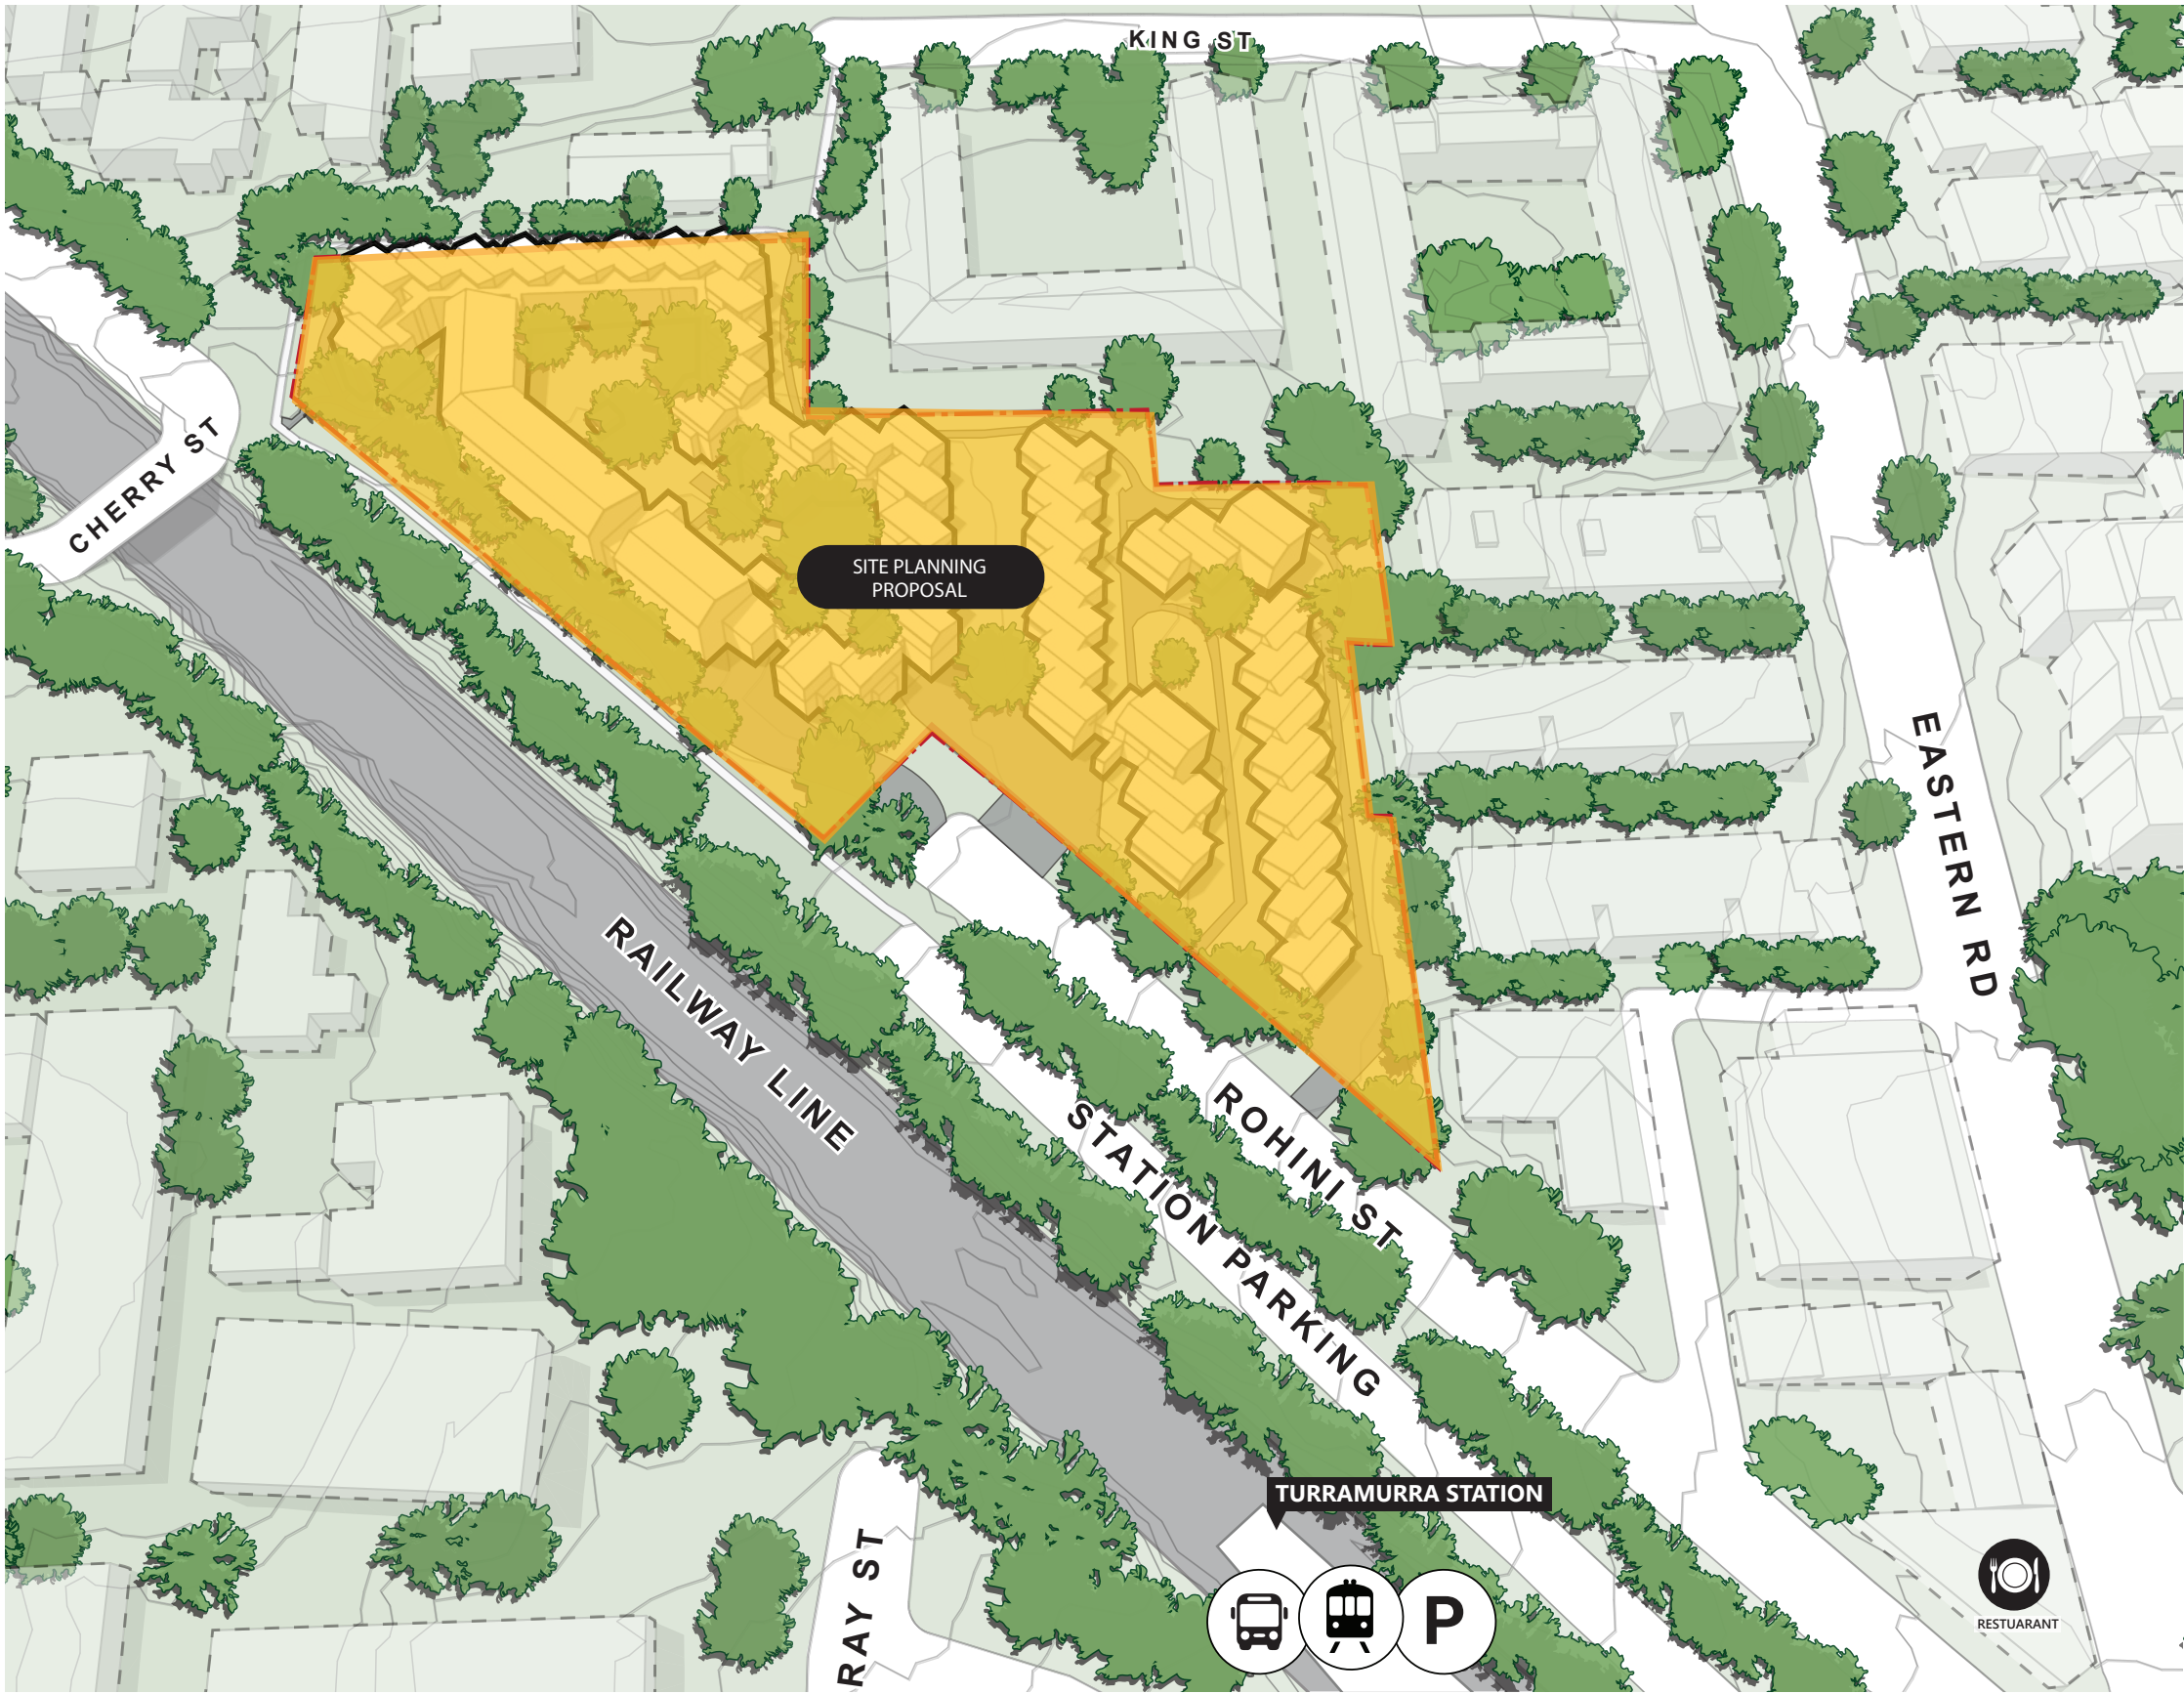 KING ST
CHERRY ST
SITE PLANNING
PROPOSAL
EASTERN RD
RAILWAY LINE
ROHINI ST
STATION PARKING
TURRAMURRA STATION
RAY ST
P
RESTUARANT